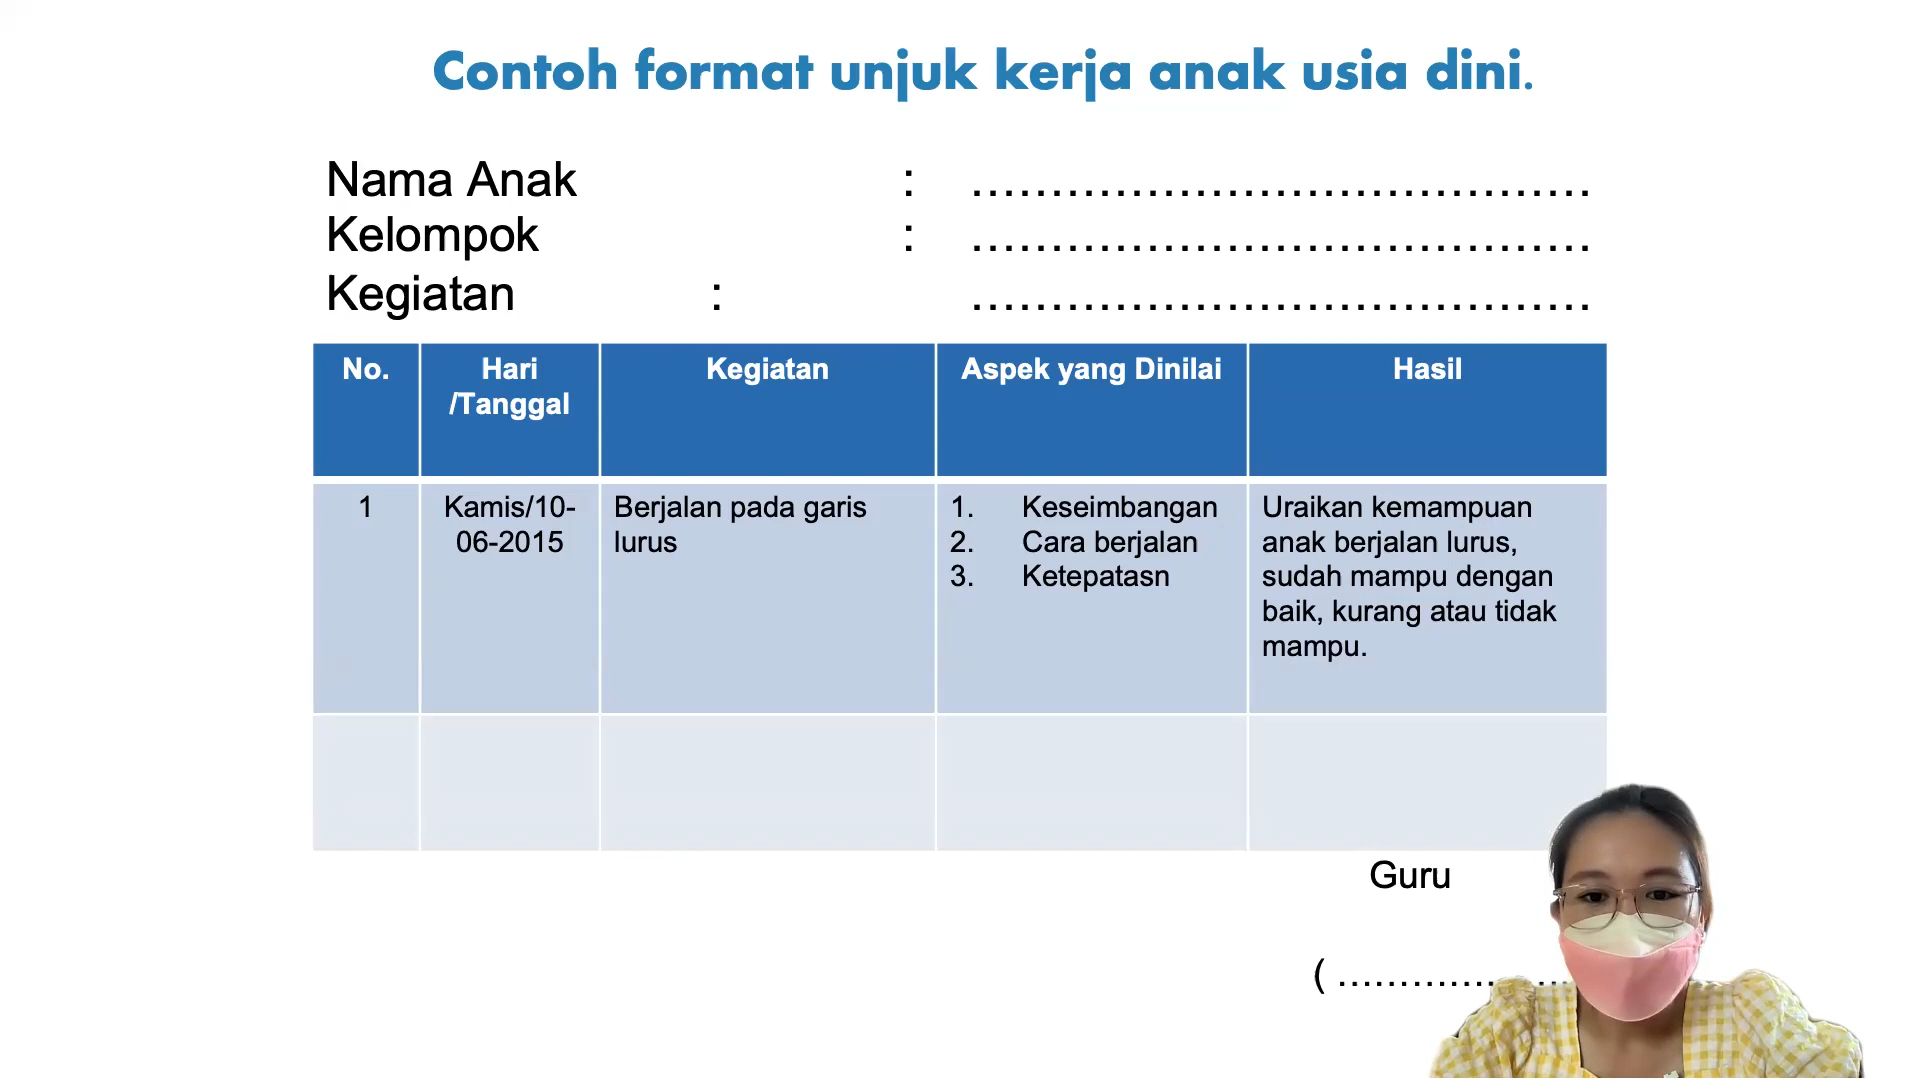 Contoh format unjuk kerja anak usia dini.
Nama Anak : .......................................
Kelompok : .......................................
Kegiatan : .......................................
No. Hari /Tanggal Kegiatan Aspek yang Dinilai Hasil
1
Kamis/10-
06-2015
Berjalan pada garis
lurus
1. Keseimbangan
2. Cara berjalan
3. Ketepatasn
Uraikan kemampuan
anak berjalan lurus,
sudah mampu dengan
baik, kurang atau tidak
mampu.
Guru
( ...............